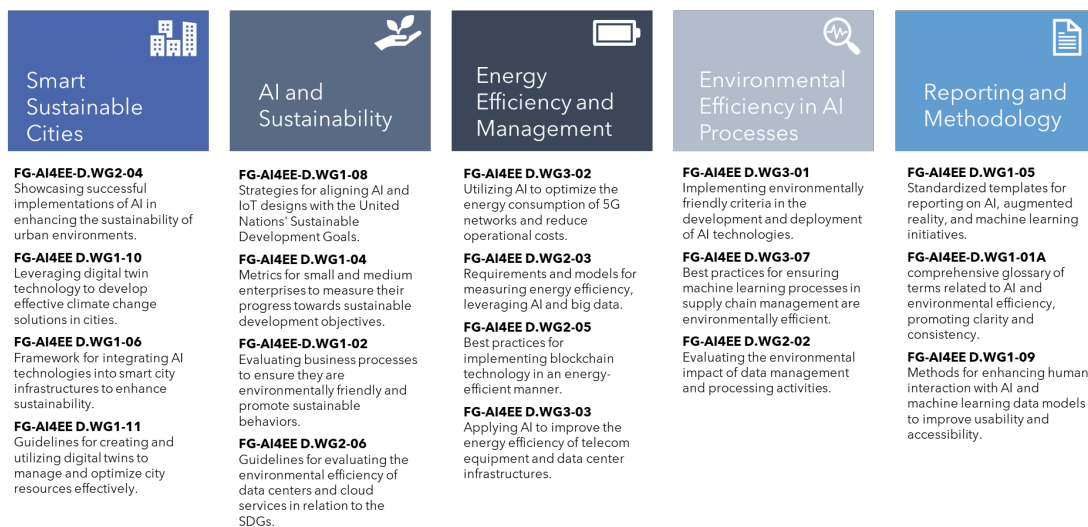 Smart
Sustainable
Cities
FG-AI4EE-D.WG2-04
Showcasing successful
implementations of AI in
enhancing the sustainability of
urban environments.
FG-AI4EE D.WG1-10
Leveraging digital twin
technology to develop
effective climate change
solutions in cities.
FG-AI4EE D.WG1-06
Framework for integrating AI
technologies into smart city
infrastructures to enhance
sustainability.
FG-AI4EE D.WG1-11
Guidelines for creating and
utilizing digital twins to
manage and optimize city
resources effectively.
AI and
Sustainability
FG-AI4EE-D.WG1-08
Strategies for aligning AI and
IoT designs with the United
Nations' Sustainable
Development Goals.
FG-AI4EE D.WG1-04
Metrics for small and medium
enterprises to measure their
progress towards sustainable
development objectives.
FG-AI4EE-D.WG1-02
Evaluating business processes
to ensure they are
environmentally friendly and
promote sustainable
behaviors.
FG-AI4EE D.WG2-06
Guidelines for evaluating the
environmental efficiency of
data centers and cloud
services in relation to the
SDGs.
Energy
Efficiency and
Management
FG-AI4EE D.WG3-02
Utilizing AI to optimize the
energy consumption of 5G
networks and reduce
operational costs.
FG-AI4EE D.WG2-03
Requirements and models for
measuring energy efficiency,
leveraging AI and big data.
FG-AI4EE D.WG2-05
Best practices for
implementing blockchain
technology in an energy-
efficient manner.
FG-AI4EE D.WG3-03
Applying AI to improve the
energy efficiency of telecom
equipment and data center
infrastructures.
Environmental
Efficiency in AI
Processes
FG-AI4EE D.WG3-01
Implementing environmentally
friendly criteria in the
development and deployment
of AI technologies.
FG-AI4EE D.WG3-07
Best practices for ensuring
machine learning processes in
supply chain management are
environmentally efficient.
FG-AI4EE D.WG2-02
Evaluating the environmental
impact of data management
and processing activities.
Reporting and
Methodology
FG-AI4EE D.WG1-05
Standardized templates for
reporting on AI, augmented
reality, and machine learning
initiatives.
FG-AI4EE-D.WG1-01A
comprehensive glossary of
terms related to AI and
environmental efficiency,
promoting clarity and
consistency.
FG-AI4EE D.WG1-09
Methods for enhancing human
interaction with AI and
machine learning data models
to improve usability and
accessibility.